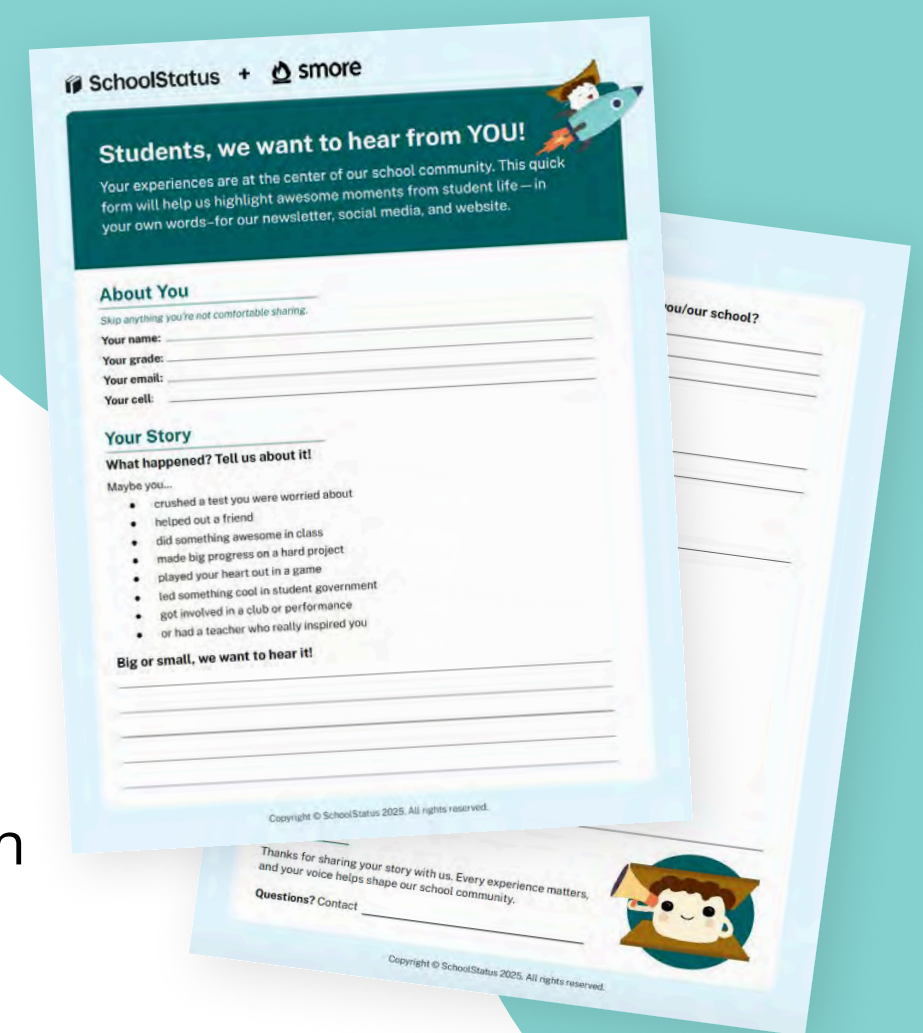 SchoolStatus + smore
Students, we want to hear from YOU!
Your experiences are at the center of our school community. This quick
form will help us highlight awesome moments from student life—in
your own words–for our newsletter, social media, and website.
About You
Skip anything you're not comfortable sharing.
Your name:
Your grade:
Your email:
Your cell:
Your Story
What happened? Tell us about it!
Maybe you...
• crushed a test you were worried about
• helped out a friend
• did something awesome in class
• made big progress on a hard project
• played your heart out in a game
• led something cool in student government
• got involved in a club or performance
• or had a teacher who really inspired you
Big or small, we want to hear it!
Copyright © SchoolStatus 2025. All rights reserved.
ou/our school?
Thanks for sharing your story with us. Every experience matters,
and your voice helps shape our school community.
Questions? Contact
Copyright © SchoolStatus 2025. All rights reserved.
n